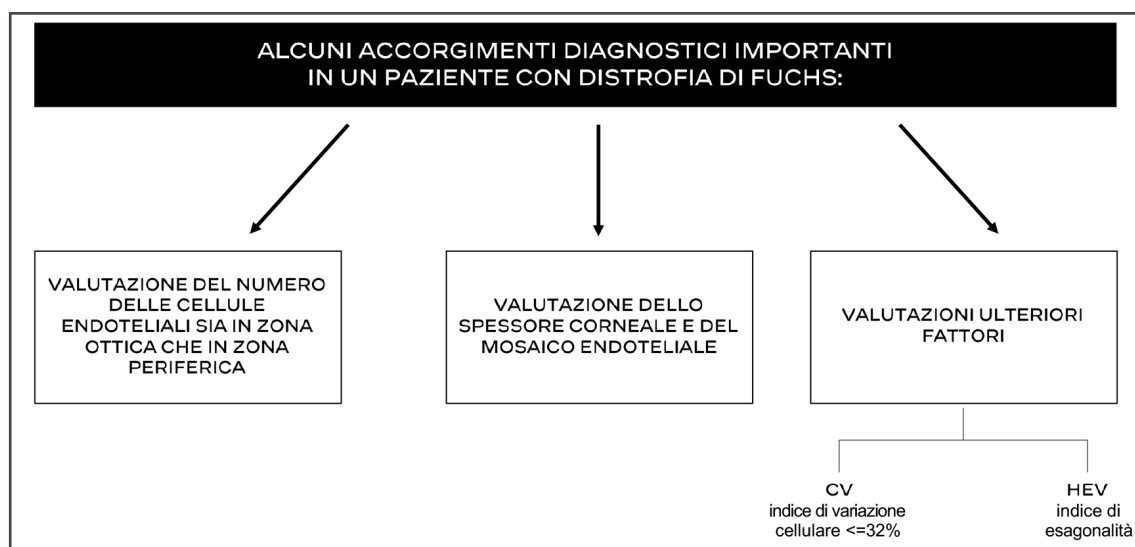 ALCUNI ACCORGIMENTI DIAGNOSTICI IMPORTANTI
IN UN PAZIENTE CON DISTROFIA DI FUCHS:
VALUTAZIONE DEL NUMERO
DELLE CELLULE
ENDOTELIALI SIA IN ZONA
OTTICA CHE IN ZONA
PERIFERICA
VALUTAZIONE DELLO
SPESSORE CORNEALE E DEL
MOSAICO ENDOTELIALE
VALUTAZIONI ULTERIORI
FATTORI
CV
indice di variazione
cellulare <=32%
HEV
indice di
esagonalità